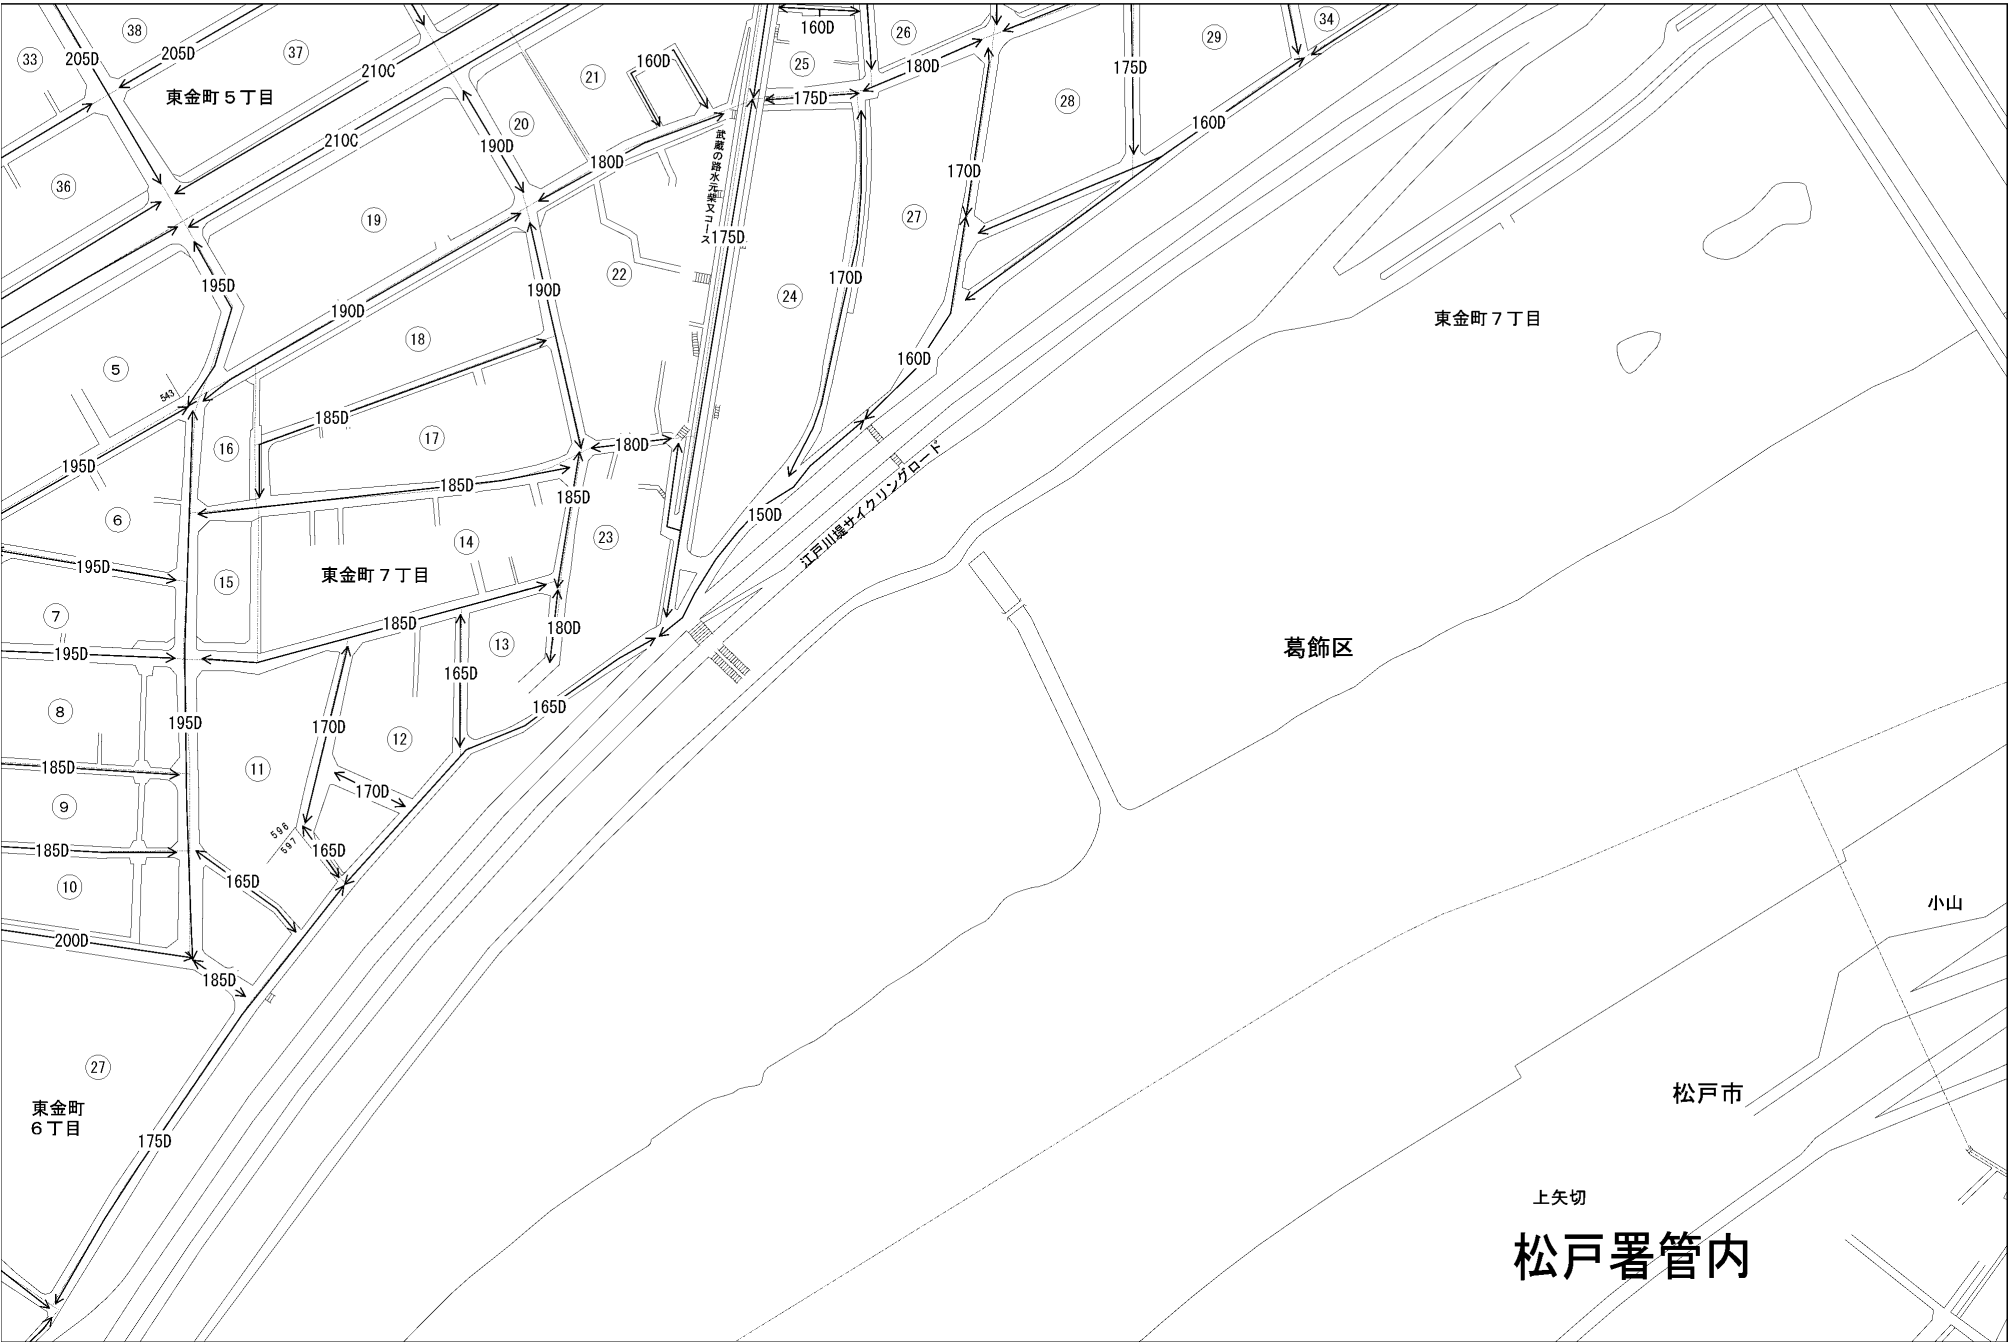 34
38
26
29
160D
37
33
205D
205D
180D
25
160D
175D
210C
21
東金町5丁目
175D
28
20
160D
210C
190D
180D
170D
36
武蔵の路水元柴又コース
19
27
175D
22
170D
195D
190D
24
190D
東金町7丁目
18
160D
5
543
185D
17
180D
16
195D
185D
185D
江戸川堤サイクリングロード
150D
6
23
14
195D
15
東金町7丁目
7
185D
180D
13
葛飾区
195D
165D
165D
8
195D
170D
12
185D
11
170D
9
596
597
185D
165D
165D
10
小山
200D
185D
27
松戸市
東金町
6丁目
175D
上矢切
松戸署管内